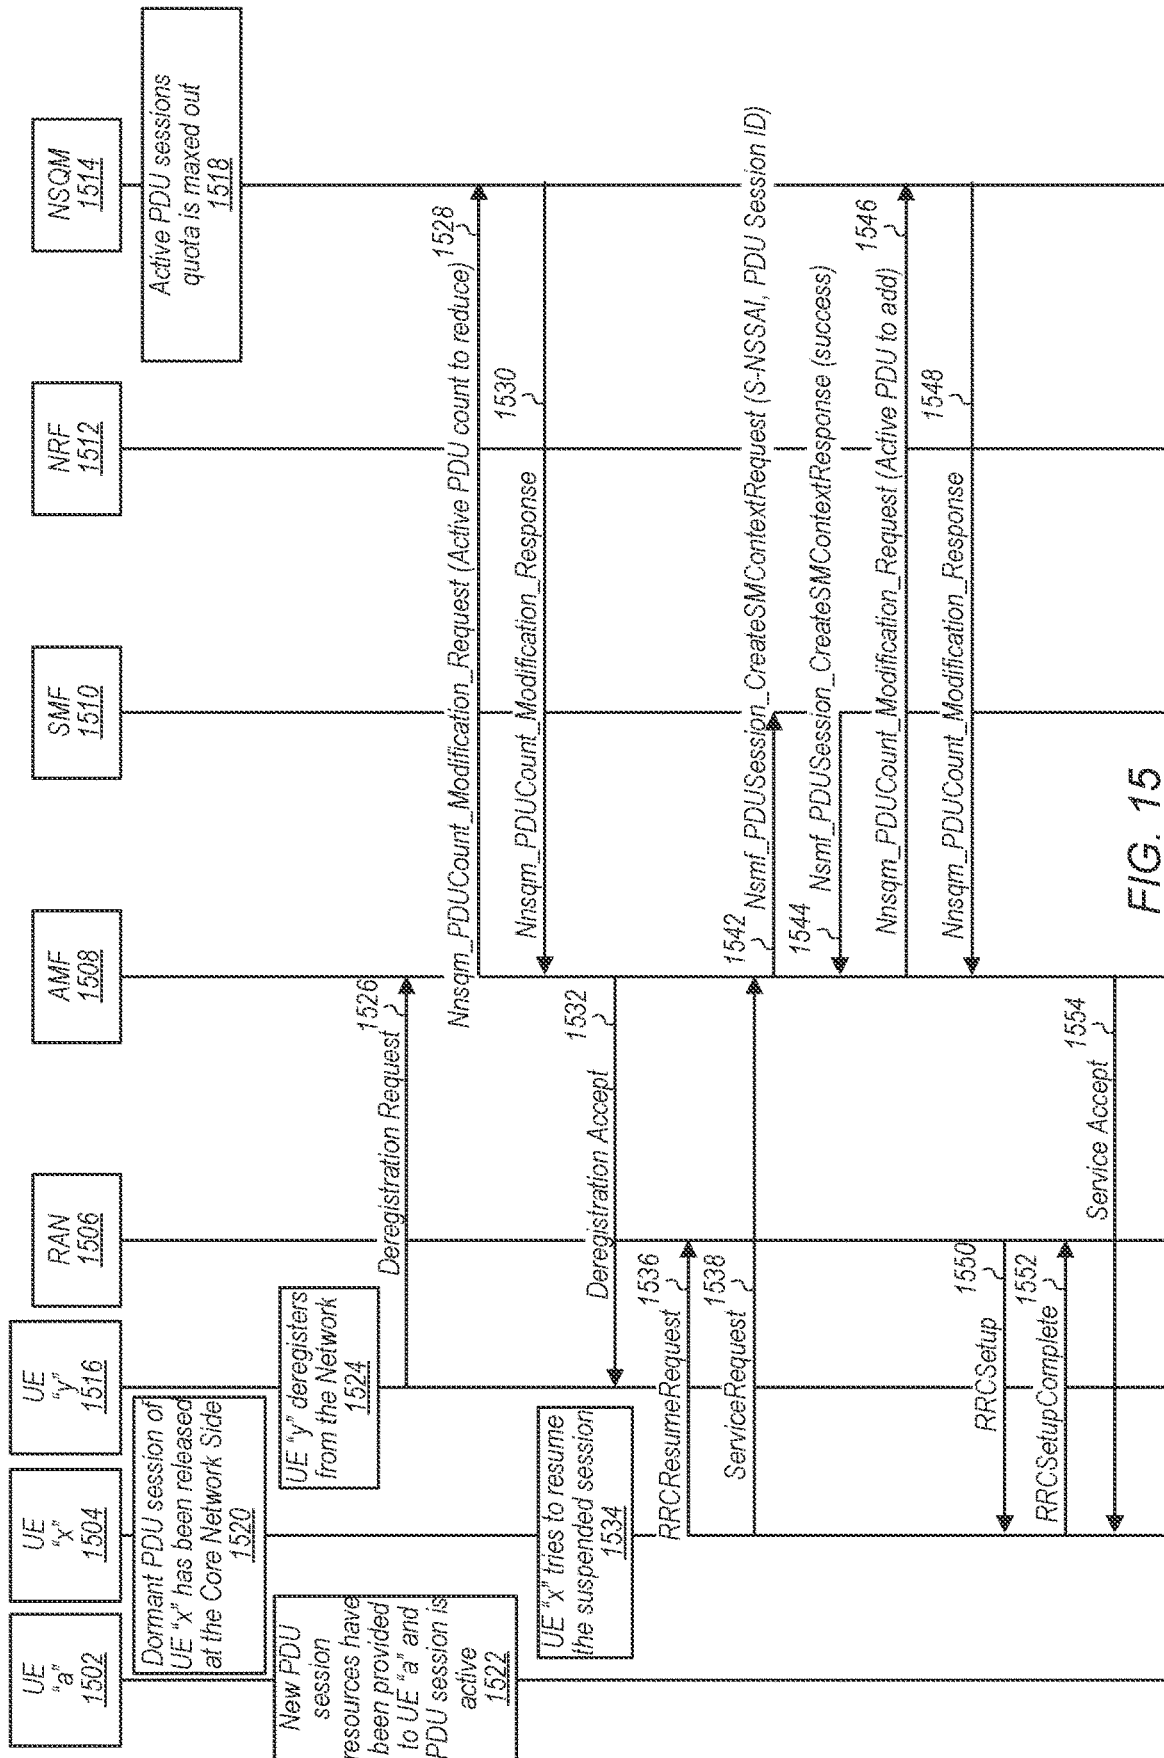 UE
"a"
1502
UE
"x"
1504
UE
"y"
1516
RAN
1506
AMF
1508
SMF
1510
NRF
1512
NSQM
1514
Active PDU sessions
quota is maxed out
1518
Dormant PDU session of
UE "x" has been released
at the Core Network Side
1520
New PDU
session
resources have
been provided
to UE "a" and
PDU session is
active
1522
UE "y" deregisters
from the Network
1524
1526
Deregistration Request
Nnsqm_PDUCount_Modification_Request (Active PDU count to reduce)
1528
1530
Nnsqm_PDUCount_Modification_Response
1532
Deregistration Accept
UE "x" tries to resume
the suspended session
1534
RRCResumeRequest
1536
ServiceRequest
1538
1542
Nsmf_PDUSession_CreateSMContextRequest (S-NSSAI, PDU Session ID)
1544
Nsmf_PDUSession_CreateSMContextResponse (success)
Nnsqm_PDUCount_Modification_Request (Active PDU to add)
1546
Nnsqm_PDUCount_Modification_Response
1548
RRCSetup
1550
RRCSetupComplete
1552
Service Accept
1554
FIG. 15